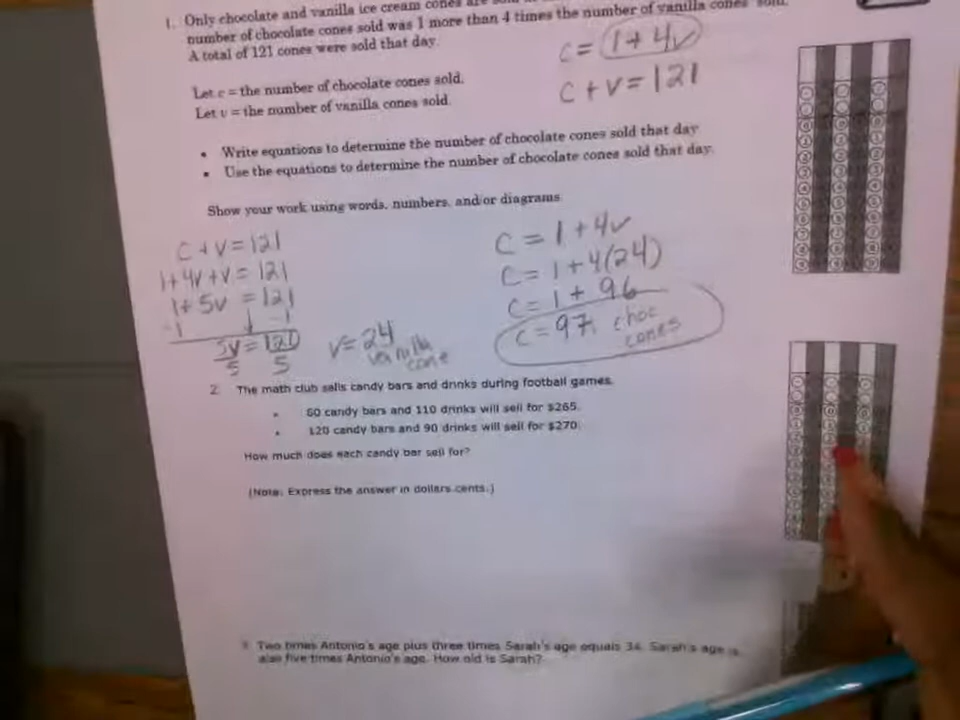 1. Only chocolate and vanilla ice cream cones are sold at
number of chocolate cones sold was 1 more than 4 times the number of vanilla cones sold.
A total of 121 cones were sold that day.
c = 1 + 4v
c + v = 121
Let c = the number of chocolate cones sold.
Let v = the number of vanilla cones sold.
• Write equations to determine the number of chocolate cones sold that day
• Use the equations to determine the number of chocolate cones sold that day.
Show your work using words, numbers, and/or diagrams
c + v = 121
1 + 4v + v = 121
1 + 5v = 121
-1 -1
5v = 120
5 5
v = 24
vanilla
cone
c = 1 + 4v
c = 1 + 4(24)
c = 1 + 96
c = 97 choc
cones
2. The math club sells candy bars and drinks during football games.
• 60 candy bars and 110 drinks will sell for $265.
• 120 candy bars and 90 drinks will sell for $270.
How much does each candy bar sell for?
(Note: Express the answer in dollars.cents.)
Two times Antonio's age plus three times Sarah's age equals 34. Sarah's age is
also five times Antonio's age. How old is Sarah?